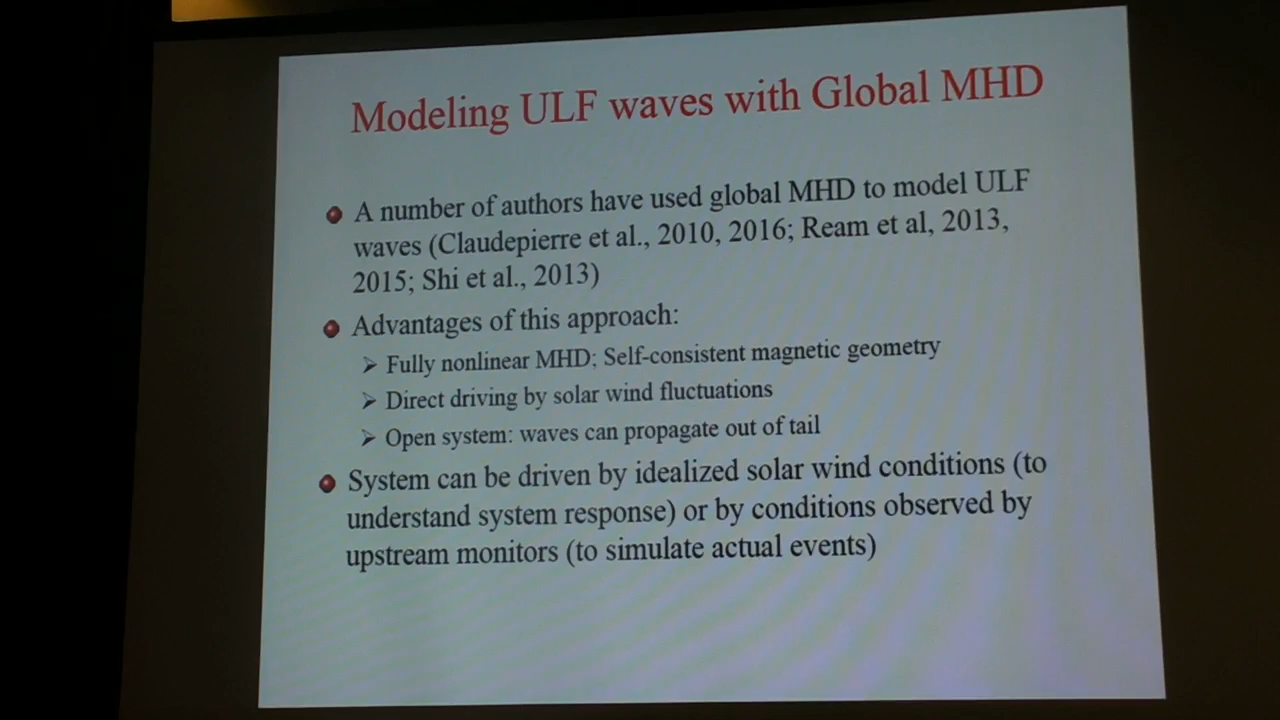 Modeling ULF waves with Global MHD
A number of authors have used global MHD to model ULF
waves (Claudepierre et al., 2010, 2016; Ream et al, 2013,
2015; Shi et al., 2013)
Advantages of this approach:
Fully nonlinear MHD; Self-consistent magnetic geometry
Direct driving by solar wind fluctuations
Open system: waves can propagate out of tail
System can be driven by idealized solar wind conditions (to
understand system response) or by conditions observed by
upstream monitors (to simulate actual events)